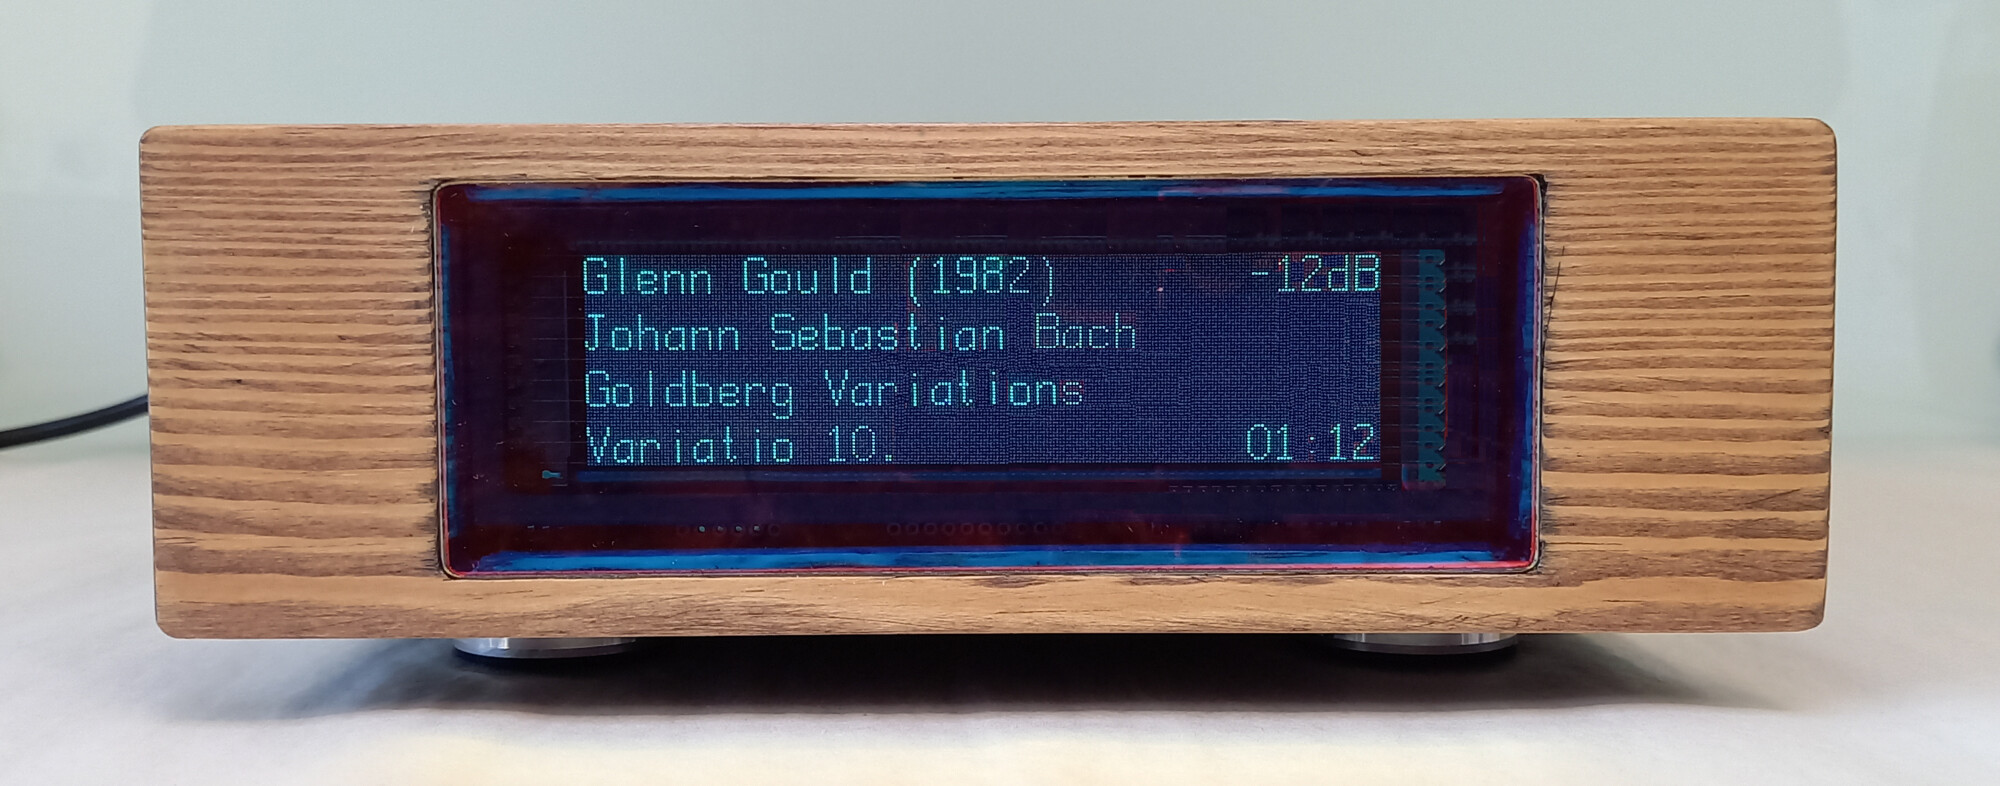 Glenn Gould (1982) -12dB
Johann Sebastian Bach
Goldberg Variations
Variatio 10. 01:12